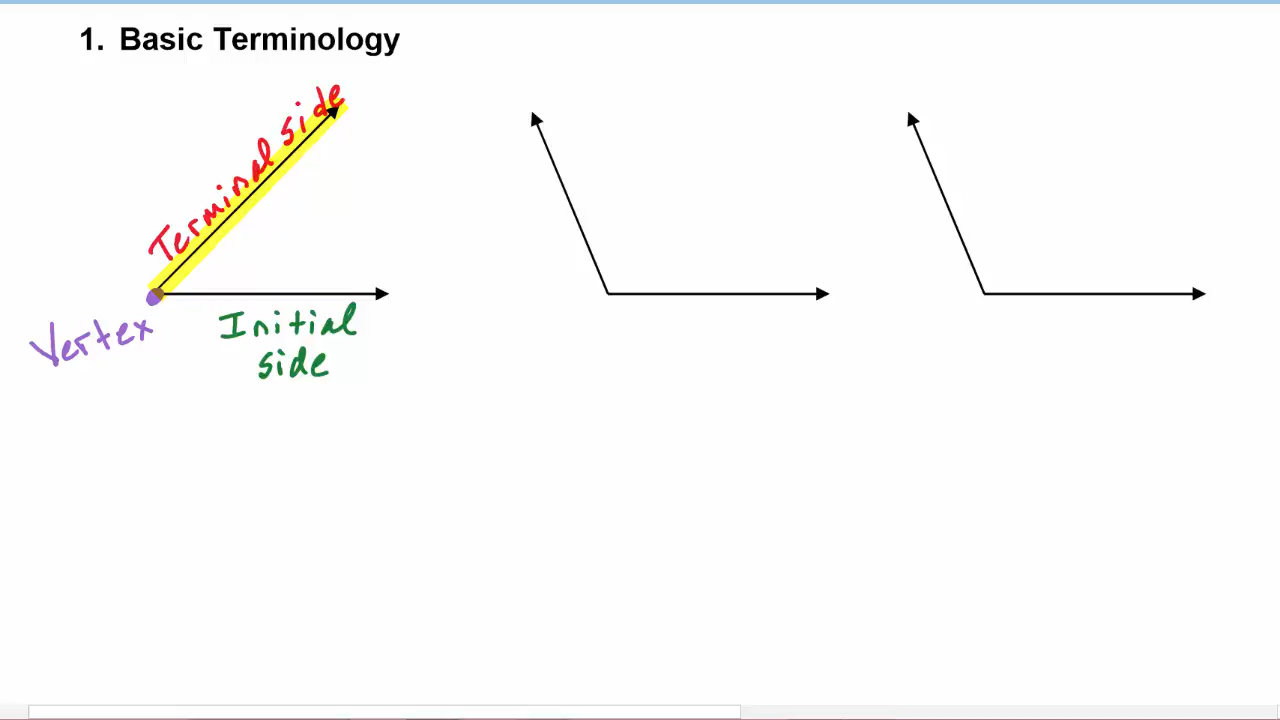 1. Basic Terminology
Terminal side
Vertex
Initial
side